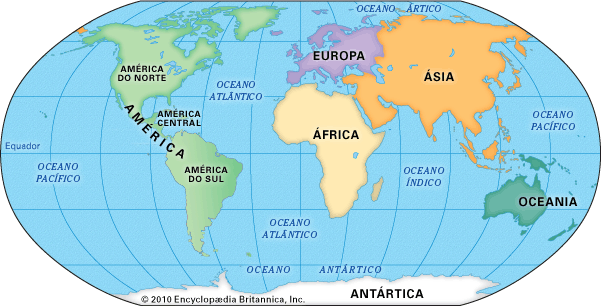 OCEANO ÁRTICO
EUROPA
ÁSIA
AMÉRICA
DO NORTE
OCEANO
ATLÂNTICO
AMÉRICA
CENTRAL
AMÉRICA
ÁFRICA
OCEANO
PACÍFICO
Equador
OCEANO
PACÍFICO
AMÉRICA
DO SUL
OCEANO
ÍNDICO
OCEANIA
OCEANO
ATLÂNTICO
OCEANO ANTÁRTICO
ANTÁRTICA
© 2010 Encyclopædia Britannica, Inc.